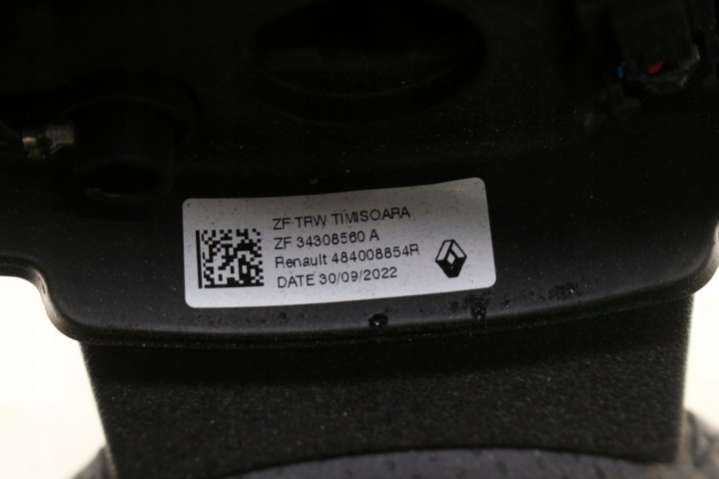 ZF TRW TIMISOARA
ZF 34308560 A
Renault 484008854R
DATE 30/09/2022